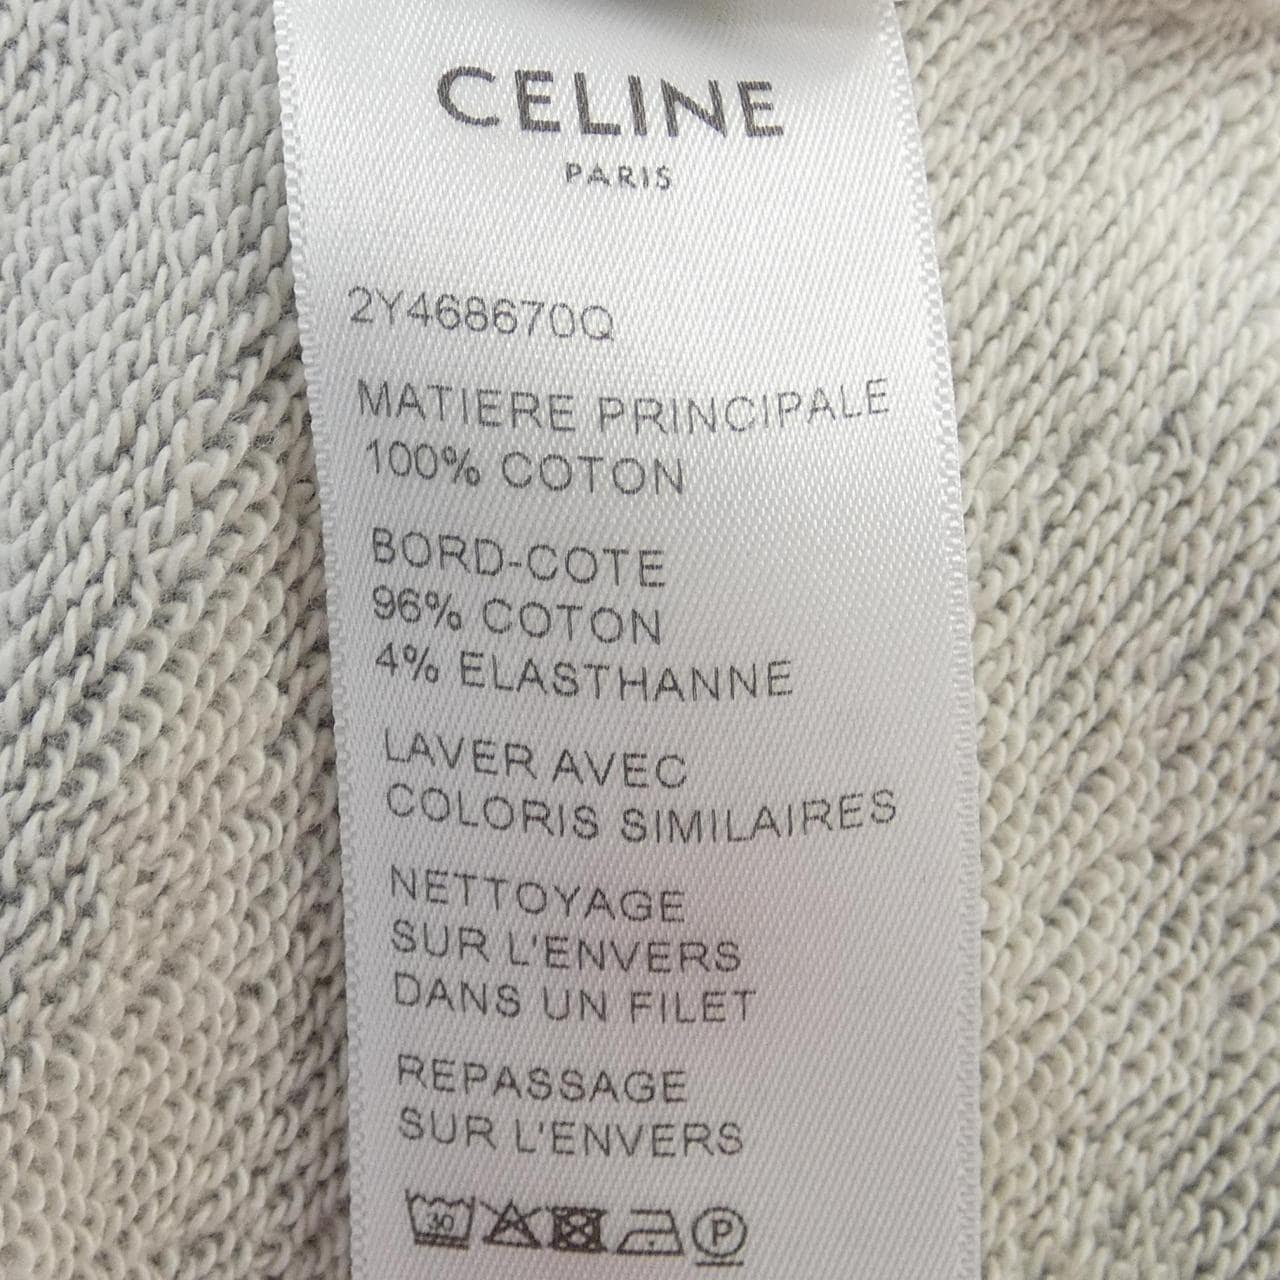 CELINE
PARIS
2Y468670Q
MATIERE PRINCIPALE
100% COTON
BORD-COTE
96% COTON
4% ELASTHANNE
LAVER AVEC
COLORIS SIMILAIRES
NETTOYAGE
SUR L'ENVERS
DANS UN FILET
REPASSAGE
SUR L'ENVERS
30 P